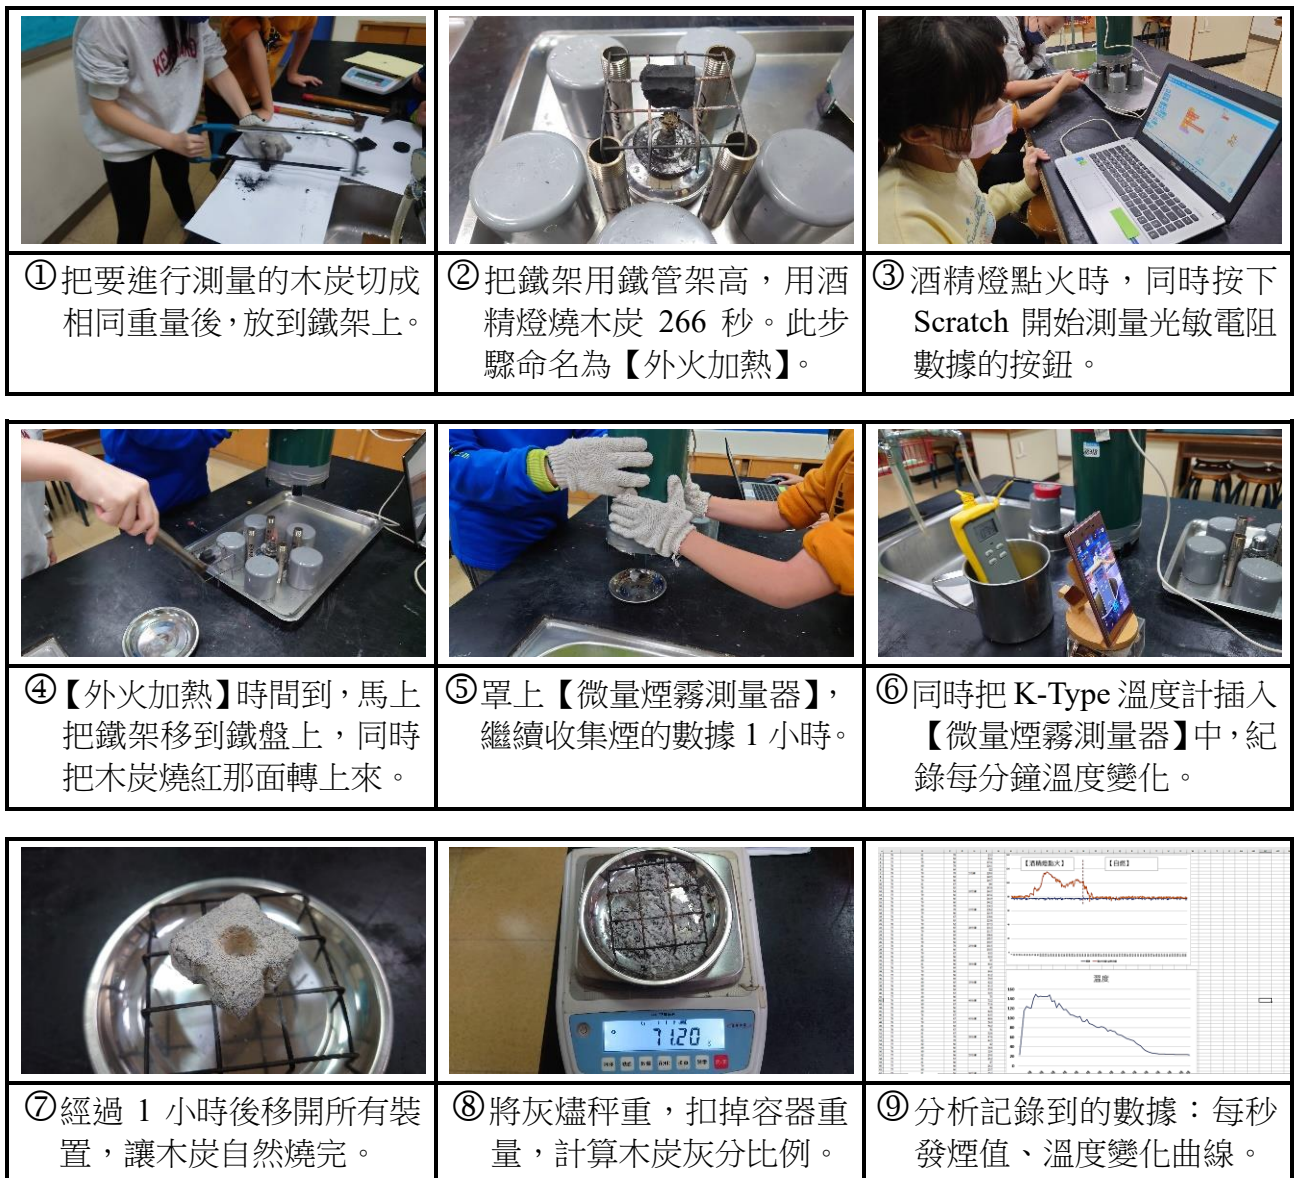 ①把要進行測量的木炭切成
相同重量後,放到鐵架上。
②把鐵架用鐵管架高,用酒
精燈燒木炭 266 秒。此步
驟命名為【外火加熱】。
③酒精燈點火時,同時按下
Scratch 開始測量光敏電阻
數據的按鈕。
④【外火加熱】時間到,馬上
把鐵架移到鐵盤上,同時
把木炭燒紅那面轉上來。
⑤罩上【微量煙霧測量器】,
繼續收集煙的數據 1 小時。
⑥同時把 K-Type 溫度計插入
【微量煙霧測量器】中,紀
錄每分鐘溫度變化。
71.20
【酒精燈點火】 【自燃】
溫度
160
140
120
100
80
60
40
20
0
⑦經過 1 小時後移開所有裝
置,讓木炭自然燒完。
⑧將灰燼秤重,扣掉容器重
量,計算木炭灰分比例。
⑨分析記錄到的數據:每秒
發煙值、溫度變化曲線。